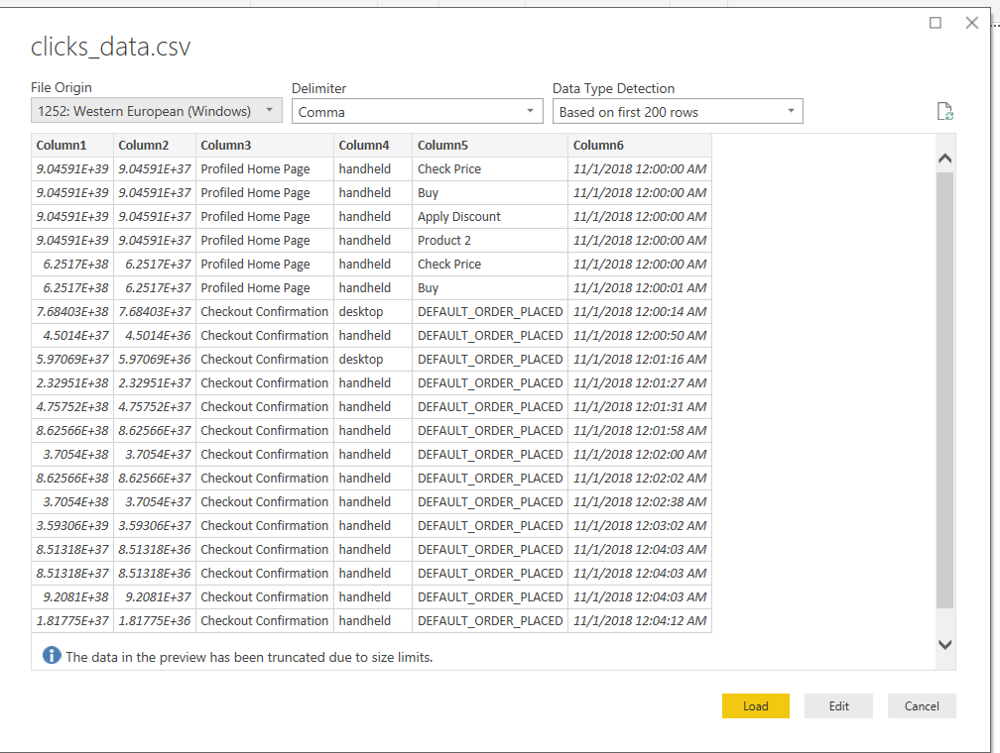 clicks_data.csv
File Origin Delimiter Data Type Detection
1252: Western European (Windows) Comma Based on first 200 rows
Column1 Column2 Column3 Column4 Column5 Column6
9.04591E+39 9.04591E+37 Profiled Home Page handheld Check Price 11/1/2018 12:00:00 AM
9.04591E+39 9.04591E+37 Profiled Home Page handheld Buy 11/1/2018 12:00:00 AM
9.04591E+39 9.04591E+37 Profiled Home Page handheld Apply Discount 11/1/2018 12:00:00 AM
9.04591E+39 9.04591E+37 Profiled Home Page handheld Product 2 11/1/2018 12:00:00 AM
6.2517E+38 6.2517E+37 Profiled Home Page handheld Check Price 11/1/2018 12:00:00 AM
6.2517E+38 6.2517E+37 Profiled Home Page handheld Buy 11/1/2018 12:00:01 AM
7.68403E+38 7.68403E+37 Checkout Confirmation desktop DEFAULT_ORDER_PLACED 11/1/2018 12:00:14 AM
4.5014E+37 4.5014E+36 Checkout Confirmation handheld DEFAULT_ORDER_PLACED 11/1/2018 12:00:50 AM
5.97069E+37 5.97069E+36 Checkout Confirmation desktop DEFAULT_ORDER_PLACED 11/1/2018 12:01:16 AM
2.32951E+38 2.32951E+37 Checkout Confirmation handheld DEFAULT_ORDER_PLACED 11/1/2018 12:01:27 AM
4.75752E+38 4.75752E+37 Checkout Confirmation handheld DEFAULT_ORDER_PLACED 11/1/2018 12:01:31 AM
8.62566E+38 8.62566E+37 Checkout Confirmation handheld DEFAULT_ORDER_PLACED 11/1/2018 12:01:58 AM
3.7054E+38 3.7054E+37 Checkout Confirmation handheld DEFAULT_ORDER_PLACED 11/1/2018 12:02:00 AM
8.62566E+38 8.62566E+37 Checkout Confirmation handheld DEFAULT_ORDER_PLACED 11/1/2018 12:02:02 AM
3.7054E+38 3.7054E+37 Checkout Confirmation handheld DEFAULT_ORDER_PLACED 11/1/2018 12:02:38 AM
3.59306E+39 3.59306E+37 Checkout Confirmation handheld DEFAULT_ORDER_PLACED 11/1/2018 12:03:02 AM
8.51318E+37 8.51318E+36 Checkout Confirmation handheld DEFAULT_ORDER_PLACED 11/1/2018 12:04:03 AM
8.51318E+37 8.51318E+36 Checkout Confirmation handheld DEFAULT_ORDER_PLACED 11/1/2018 12:04:03 AM
9.2081E+38 9.2081E+37 Checkout Confirmation handheld DEFAULT_ORDER_PLACED 11/1/2018 12:04:03 AM
1.81775E+37 1.81775E+36 Checkout Confirmation handheld DEFAULT_ORDER_PLACED 11/1/2018 12:04:12 AM
The data in the preview has been truncated due to size limits.
Load Edit Cancel